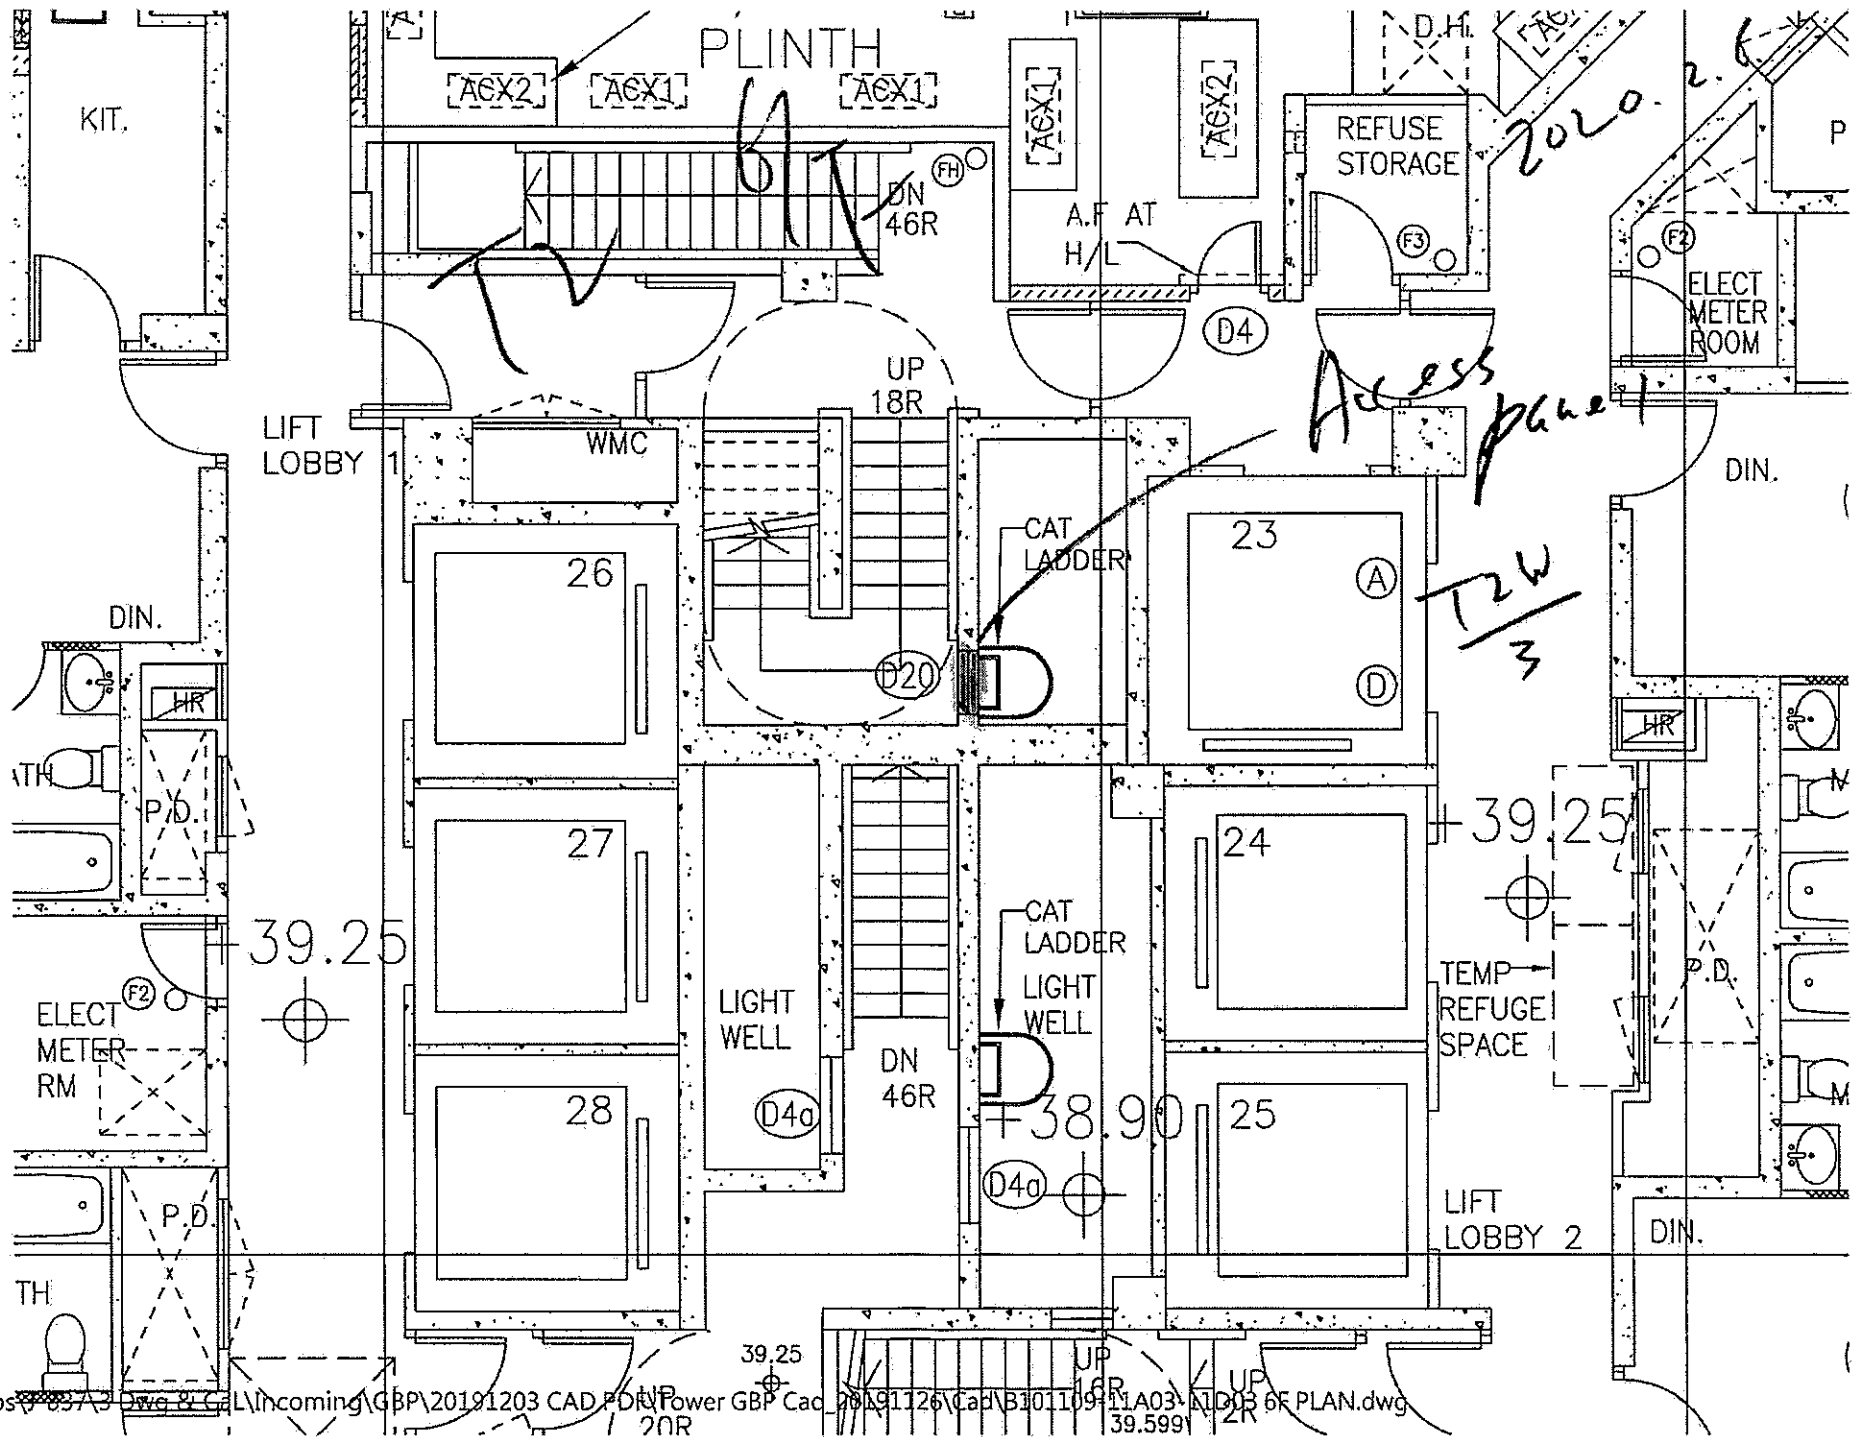 PLINTH
D.H.
2020.2.6
ACX2
ACX1
ACX1
ACX1
ACX2
KIT.
REFUSE
STORAGE
P
6/F
FH
DN
46R
A.F AT
H/L
F3
F2
ELECT
METER
ROOM
T2
D4
Access
panel
UP
18R
LIFT
LOBBY 1
WMC
DIN.
CAT
LADDER
23
26
A
T2W
3
DIN.
D20
D
HR
HR
ATH
P.D.
M
+39.25
27
24
CAT
LADDER
+39.25
F2
LIGHT
WELL
LIGHT
WELL
TEMP
REFUGE
SPACE
P.D.
ELECT
METER
RM
DN
46R
28
D4a
+38.90
25
M
D4a
P.D.
LIFT
LOBBY 2
DIN.
TH
39.25
UP
20R
UP
16R
UP
2R
39.599
Dwg & Cal\Incoming\GBP\20191203 CAD PDF\Tower GBP Cad_20191126\Cad\B101109-11A03-11D03 6F PLAN.dwg